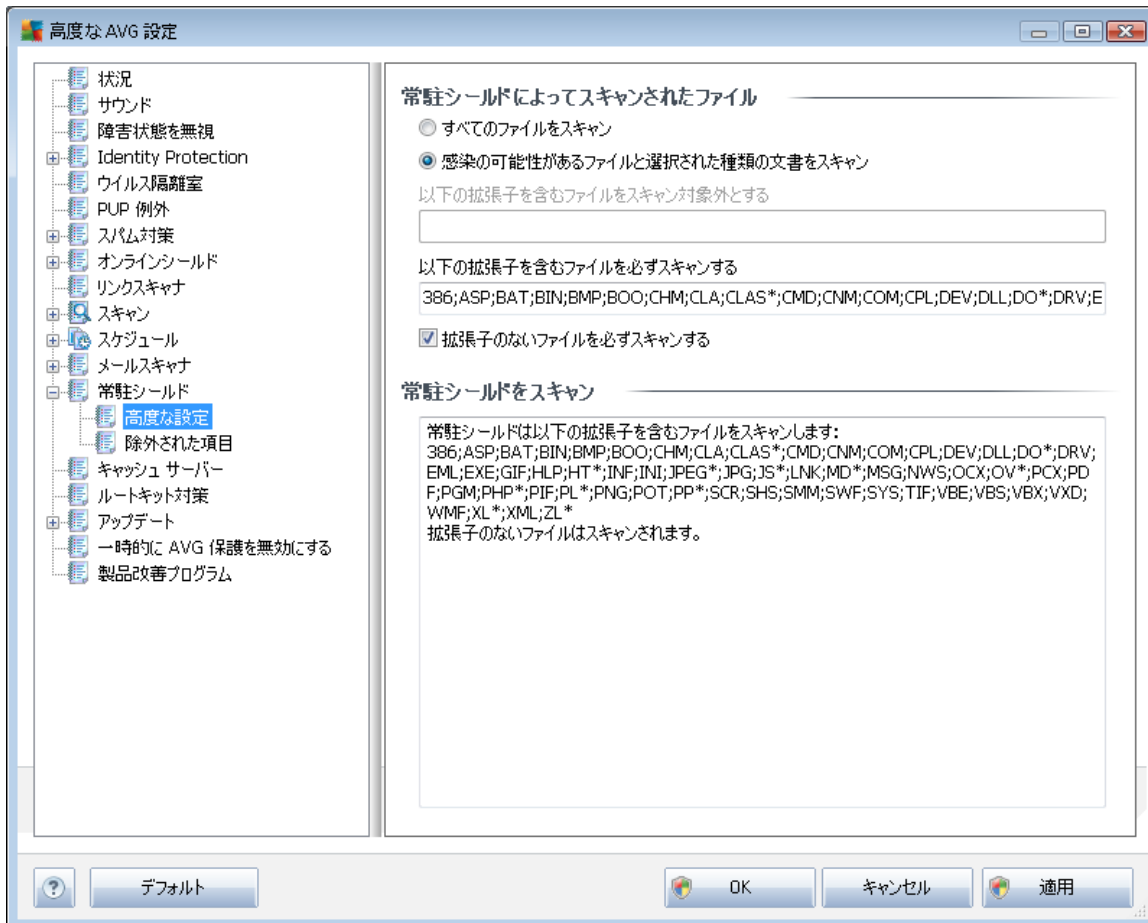 高度な AVG 設定
状況
サウンド
障害状態を無視
Identity Protection
ウイルス隔離室
PUP 例外
スパム対策
オンラインシールド
リンクスキャナ
スキャン
スケジュール
メールスキャナ
常駐シールド
高度な設定
除外された項目
キャッシュ サーバー
ルートキット対策
アップデート
一時的に AVG 保護を無効にする
製品改善プログラム
常駐シールドによってスキャンされたファイル
すべてのファイルをスキャン
感染の可能性があるファイルと選択された種類の文書をスキャン
以下の拡張子を含むファイルをスキャン対象外とする
以下の拡張子を含むファイルを必ずスキャンする
386;ASP;BAT;BIN;BMP;BOO;CHM;CLA;CLAS*;CMD;CNM;COM;CPL;DEV;DLL;DO*;DRV;E
拡張子のないファイルを必ずスキャンする
常駐シールドをスキャン
常駐シールドは以下の拡張子を含むファイルをスキャンします:
386;ASP;BAT;BIN;BMP;BOO;CHM;CLA;CLAS*;CMD;CNM;COM;CPL;DEV;DLL;DO*;DRV;
EML;EXE;GIF;HLP;HT*;INF;INI;JPEG*;JPG;JS*;LNK;MD*;MSG;NWS;OCX;OV*;PCX;PD
F;PGM;PHP*;PIF;PL*;PNG;POT;PP*;SCR;SHS;SMM;SWF;SYS;TIF;VBE;VBS;VBX;VXD;
WMF;XL*;XML;ZL*
拡張子のないファイルはスキャンされます。
?
デフォルト
OK
キャンセル
適用